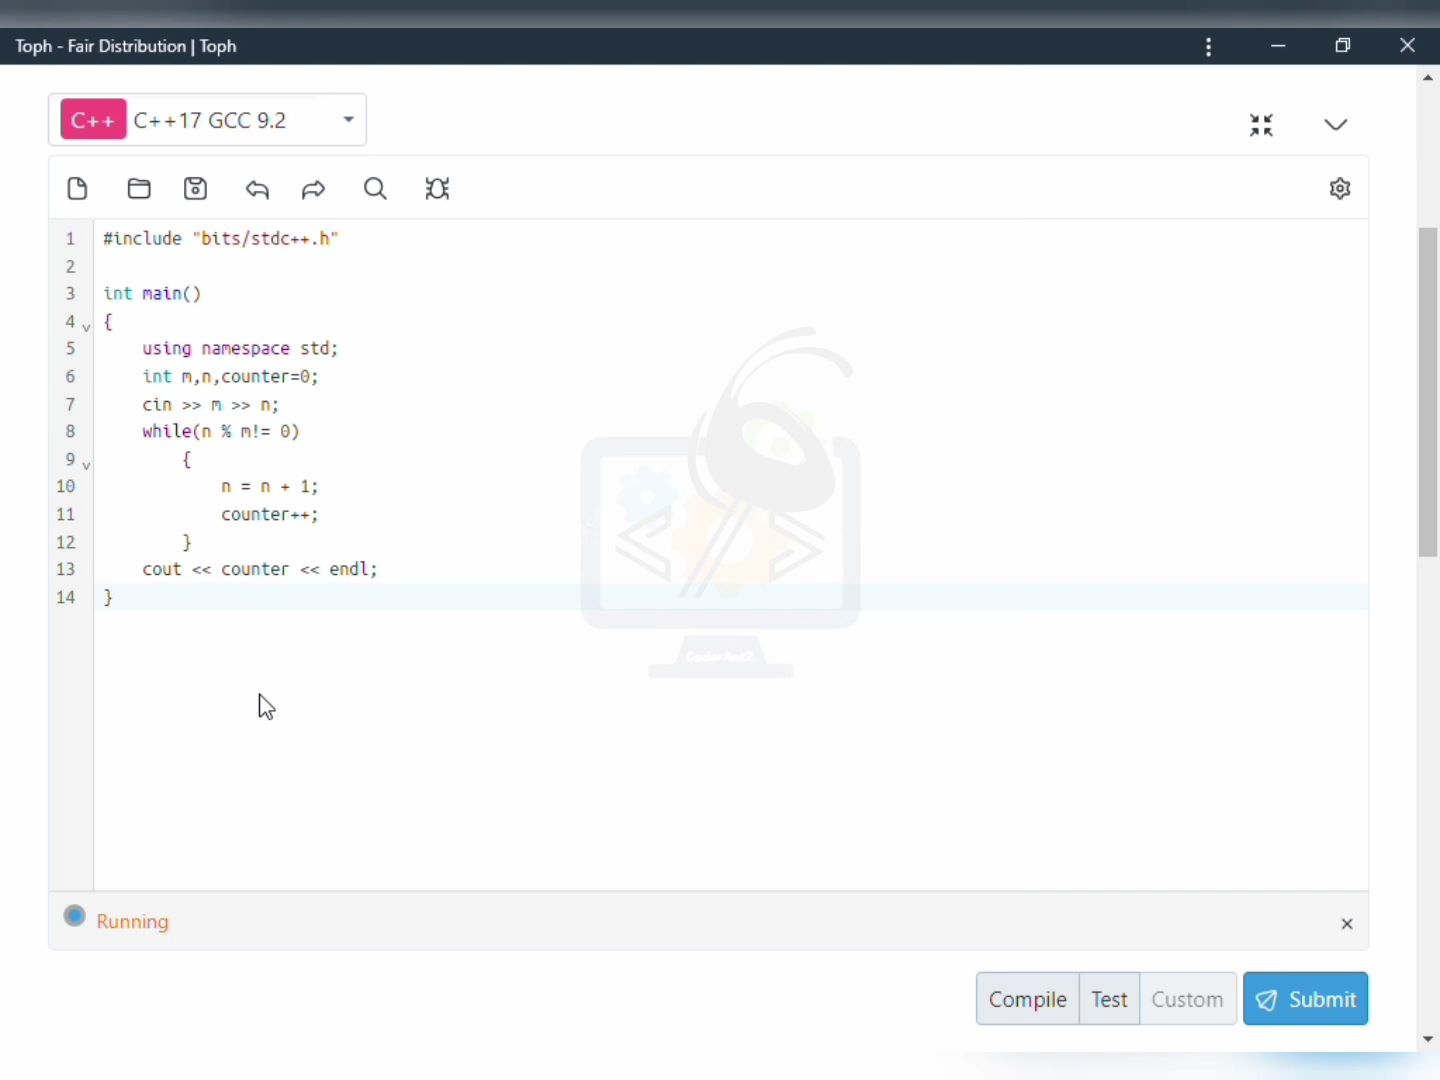 Toph - Fair Distribution | Toph
C++ C++17 GCC 9.2
1 #include "bits/stdc++.h"
2
3 int main()
4 {
5 using namespace std;
6 int m,n,counter=0;
7 cin >> m >> n;
8 while(n % m!= 0)
9 {
10 n = n + 1;
11 counter++;
12 }
13 cout << counter << endl;
14 }
Running
Compile Test Custom Submit